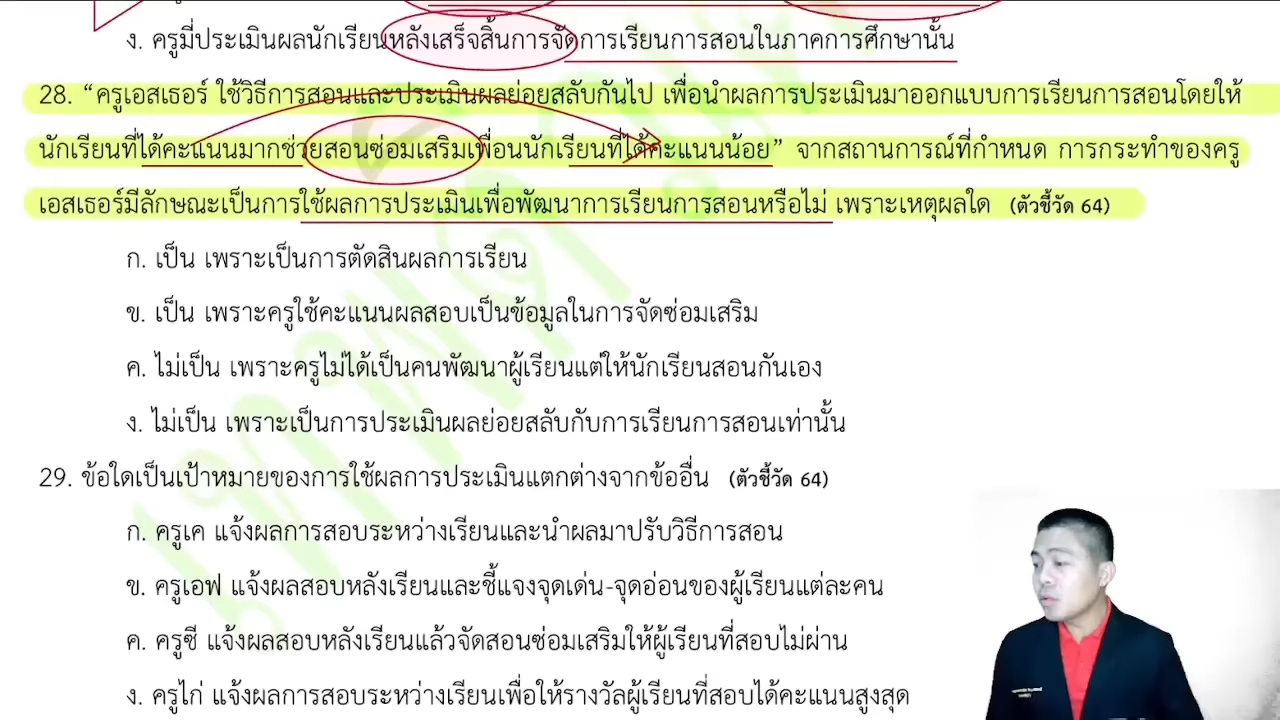 ง. ครูมี่ประเมินผลนักเรียนหลังเสร็จสิ้นการจัดการเรียนการสอนในภาคการศึกษานั้น
28. “ครูเอสเธอร์ ใช้วิธีการสอนและประเมินผลย่อยสลับกันไป เพื่อนำผลการประเมินมาออกแบบการเรียนการสอนโดยให้
นักเรียนที่ได้คะแนนมากช่วยสอนซ่อมเสริมเพื่อนนักเรียนที่ได้คะแนนน้อย” จากสถานการณ์ที่กำหนด การกระทำของครู
เอสเธอร์มีลักษณะเป็นการใช้ผลการประเมินเพื่อพัฒนาการเรียนการสอนหรือไม่ เพราะเหตุผลใด (ตัวชี้วัด 64)
ก. เป็น เพราะเป็นการตัดสินผลการเรียน
ข. เป็น เพราะครูใช้คะแนนผลสอบเป็นข้อมูลในการจัดซ่อมเสริม
ค. ไม่เป็น เพราะครูไม่ได้เป็นคนพัฒนาผู้เรียนแต่ให้นักเรียนสอนกันเอง
ง. ไม่เป็น เพราะเป็นการประเมินผลย่อยสลับกับการเรียนการสอนเท่านั้น
29. ข้อใดเป็นเป้าหมายของการใช้ผลการประเมินแตกต่างจากข้ออื่น (ตัวชี้วัด 64)
ก. ครูเค แจ้งผลการสอบระหว่างเรียนและนำผลมาปรับวิธีการสอน
ข. ครูเอฟ แจ้งผลสอบหลังเรียนและชี้แจงจุดเด่น-จุดอ่อนของผู้เรียนแต่ละคน
ค. ครูซี แจ้งผลสอบหลังเรียนแล้วจัดสอนซ่อมเสริมให้ผู้เรียนที่สอบไม่ผ่าน
ง. ครูไก่ แจ้งผลการสอบระหว่างเรียนเพื่อให้รางวัลผู้เรียนที่สอบได้คะแนนสูงสุด